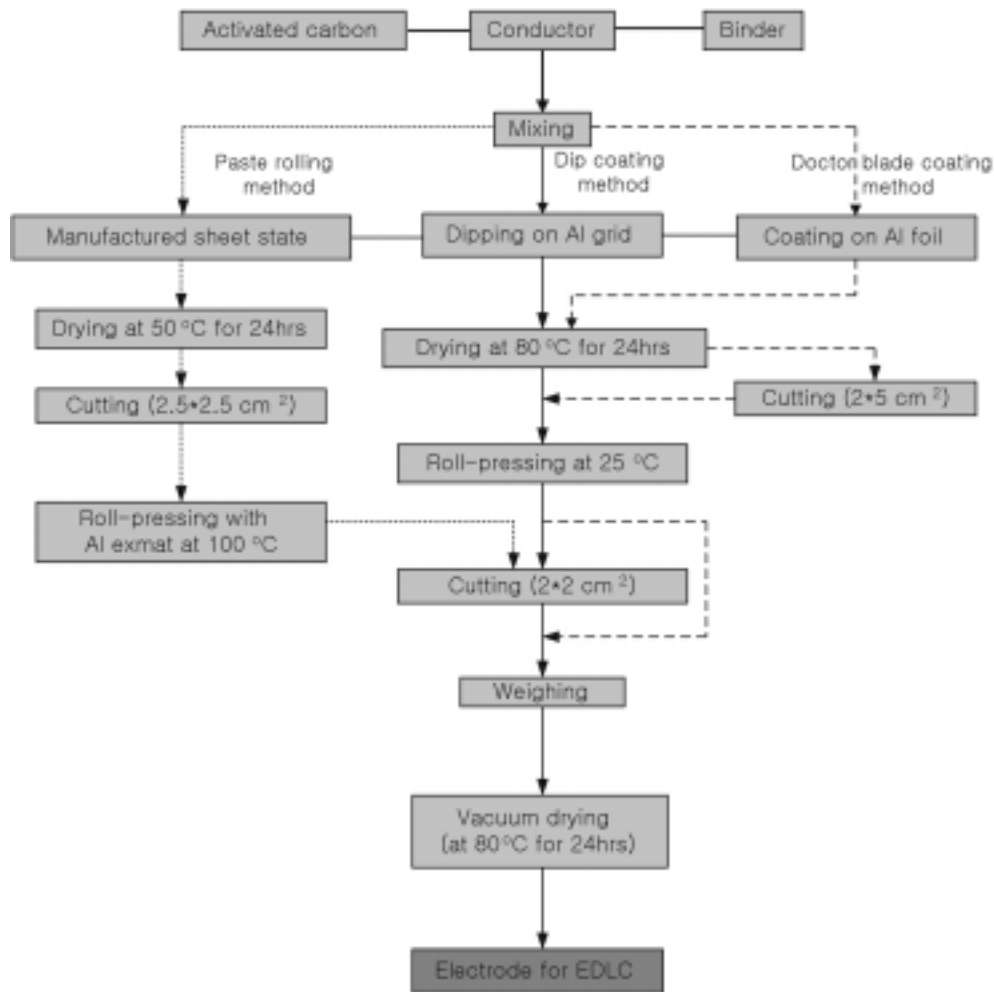 Activated carbon
Conductor
Binder
Mixing
Paste rolling
method
Dip coating
method
Docton blade coating
method
Manufactured sheet state
Dipping on Al grid
Coating on Al foil
Drying at 50 °C for 24hrs
Drying at 80 °C for 24hrs
Cutting (2.5*2.5 cm ²)
Cutting (2*5 cm ²)
Roll-pressing at 25 °C
Roll-pressing with
Al exmat at 100 °C
Cutting (2*2 cm ²)
Weighing
Vacuum drying
(at 80°C for 24hrs)
Electrode for EDLC